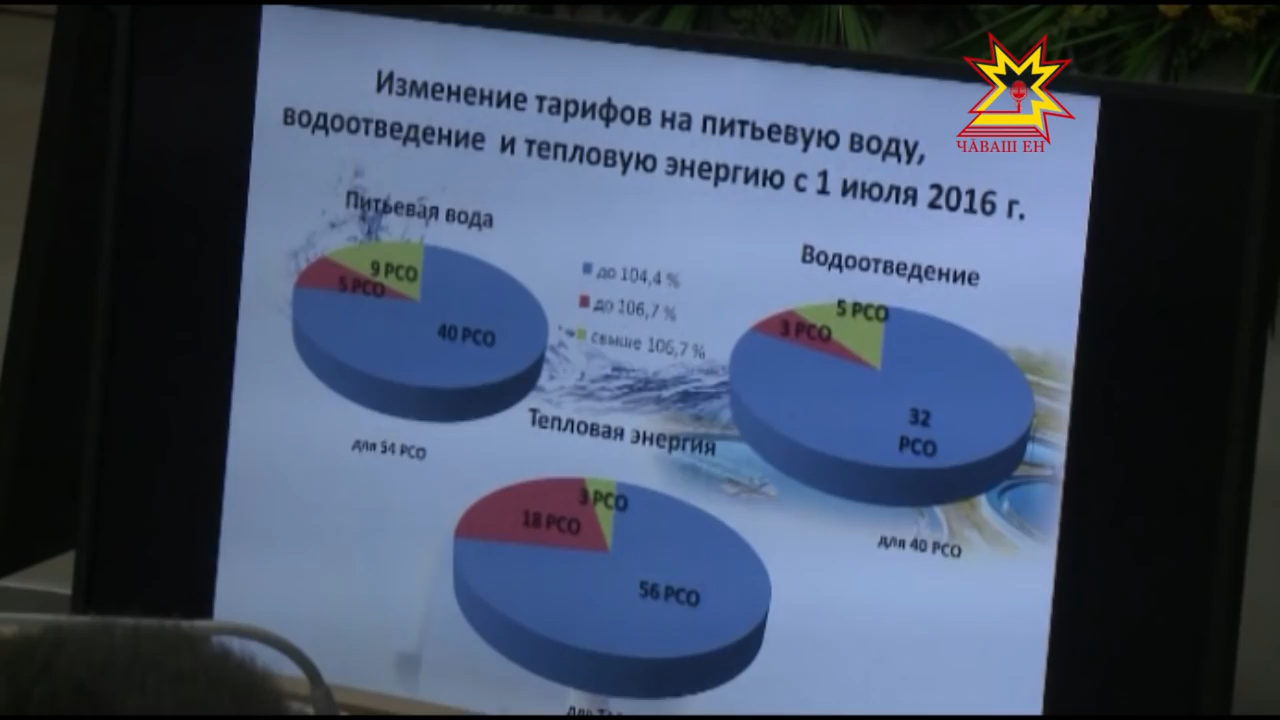 Изменение тарифов на питьевую воду,
водоотведение и тепловую энергию с 1 июля 2016 г.
ЧӐВАШ ЕН
Питьевая вода
9 РСО
5 РСО
40 РСО
для 54 РСО
до 104,4 %
до 106,7 %
свыше 106,7 %
Водоотведение
5 РСО
3 РСО
32
РСО
для 40 РСО
Тепловая энергия
3 РСО
18 РСО
56 РСО
для